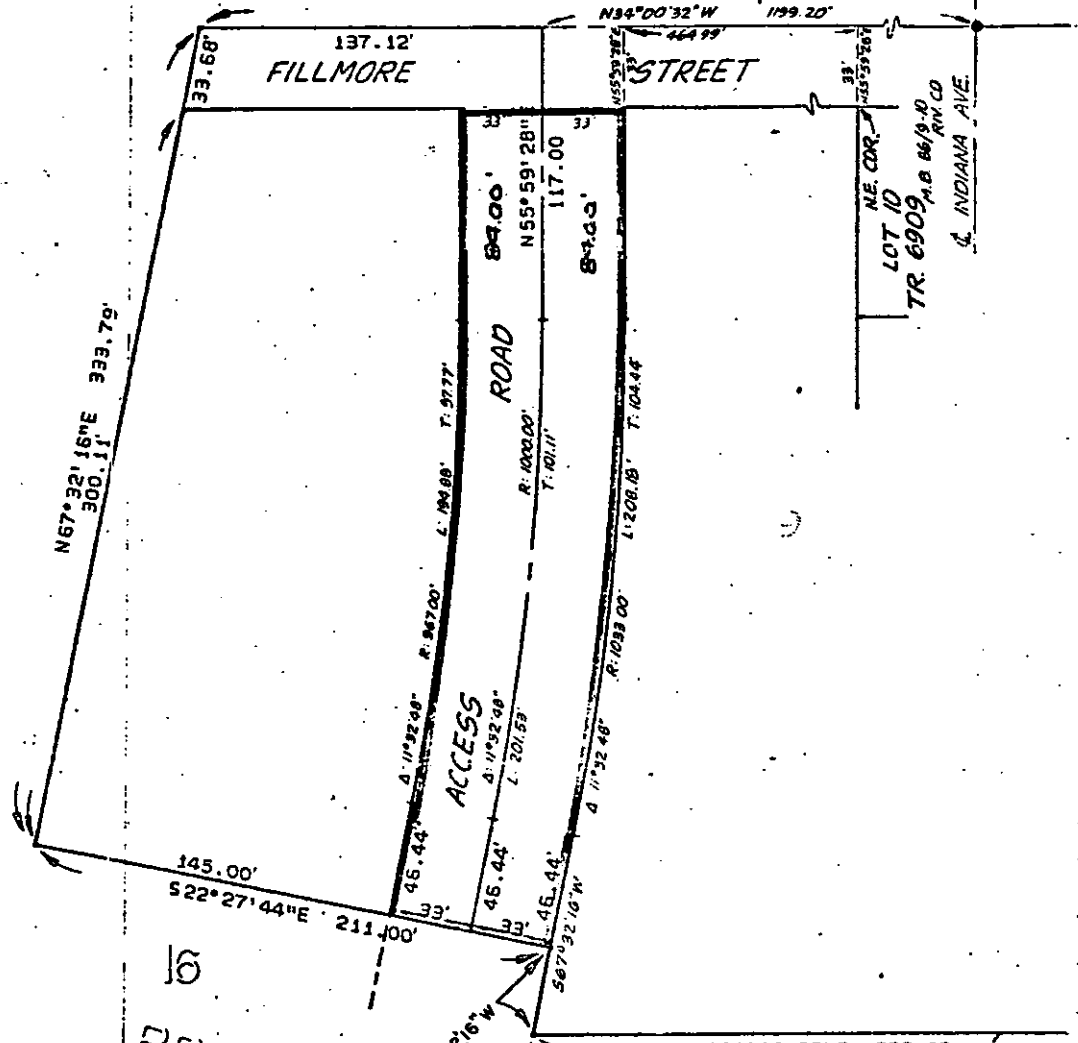 N34°00'32"W 1199.20'
464.99'
137.12'
FILLMORE STREET
33.68'
N55°59'28"E
33'
33'
N55°59'28"E
33 33
84.00'
N55°59'28"
117.00
84.00'
N.E. COR.
LOT 10
TR. 6909 M.B. 86/9-10
RIV. CO
℄ INDIANA AVE.
N67°32'16"E 333.79'
300.11'
ROAD
T: 97.77'
L: 194.88'
R: 967.00'
Δ: 11°32'48"
R: 1000.00'
T: 101.11'
T: 104.44'
L: 208.18'
R: 1033.00'
Δ 11°32'48"
ACCESS
Δ: 11°32'48"
L: 201.53'
46.44'
46.44'
46.44'
145.00'
S22°27'44"E 211.00'
33' 33'
S67°32'16"W
16
2'16"W